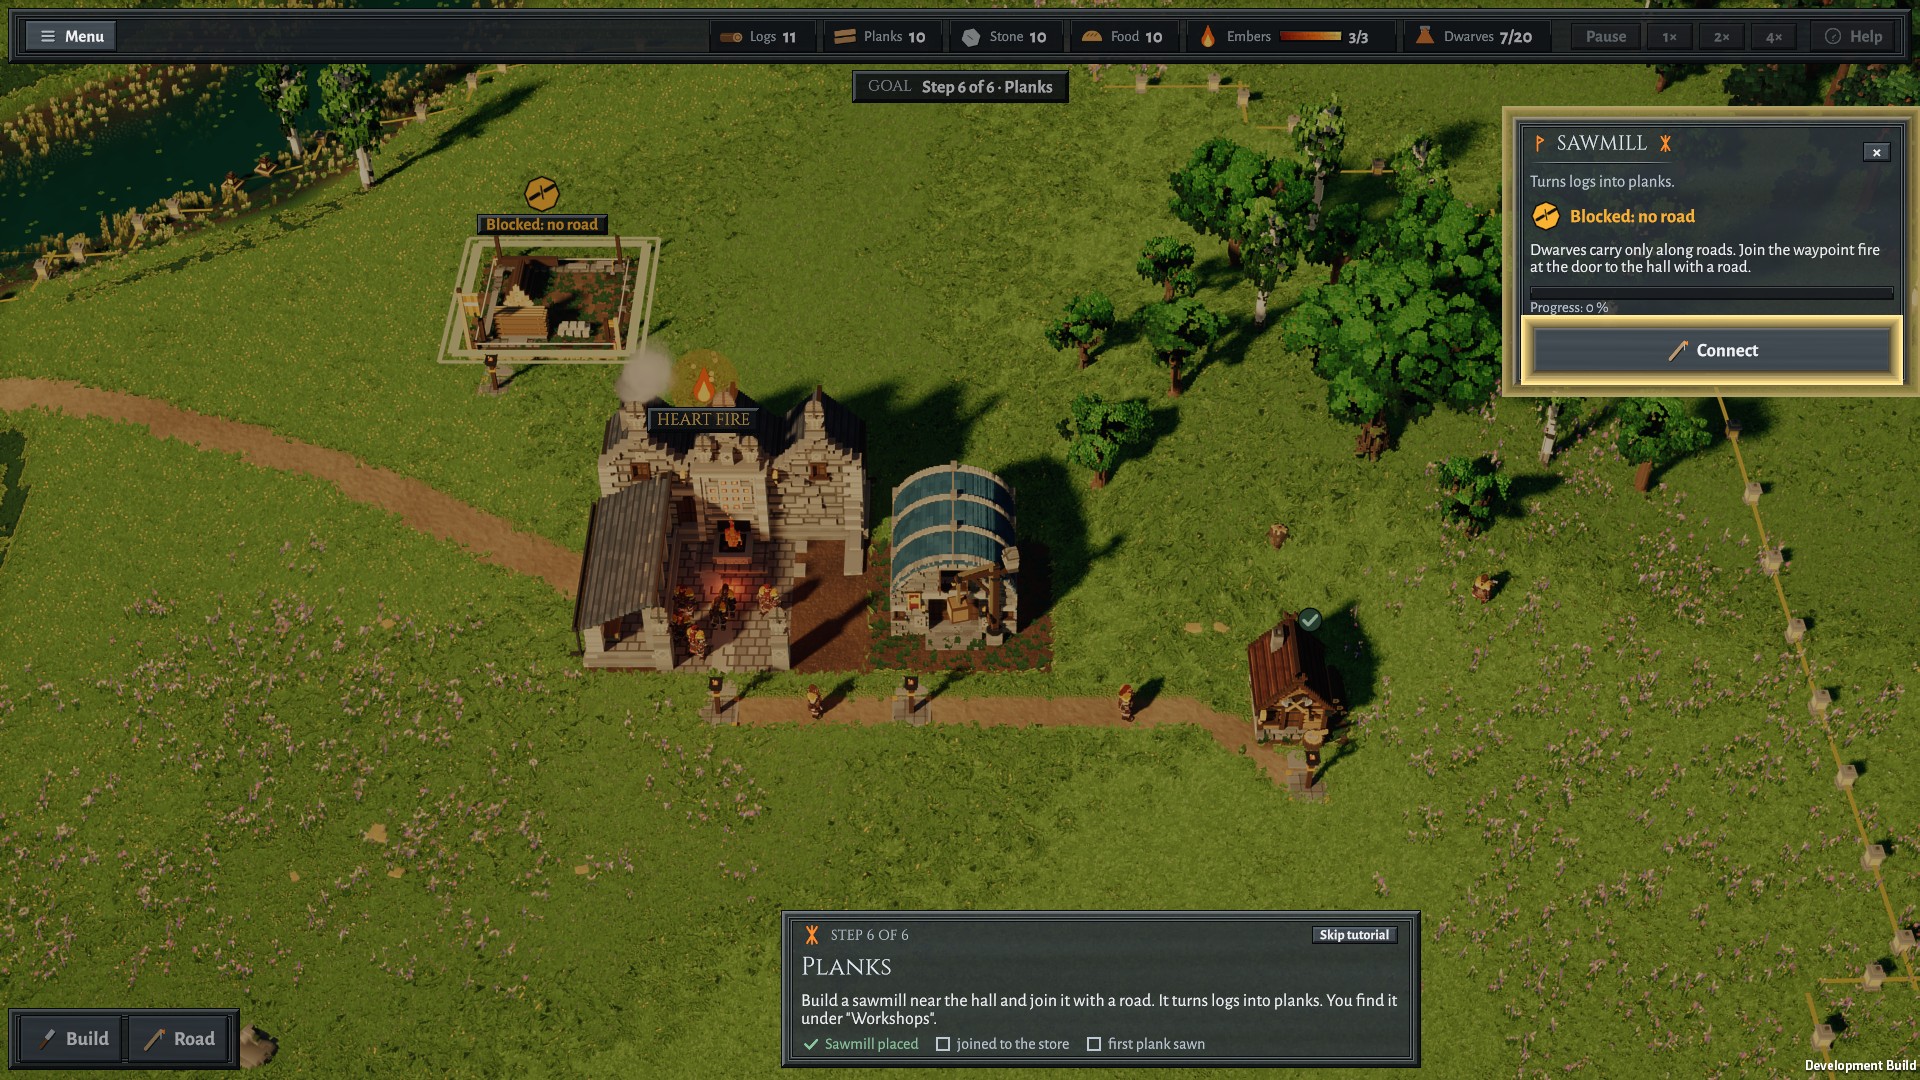 Menu
Logs 11
Planks 10
Stone 10
Food 10
Embers 3/3
Dwarves 7/20
Pause
1×
2×
4×
Help
GOAL Step 6 of 6 · Planks
SAWMILL
×
Turns logs into planks.
Blocked: no road
Dwarves carry only along roads. Join the waypoint fire
at the door to the hall with a road.
Progress: 0 %
Connect
Blocked: no road
HEART FIRE
STEP 6 OF 6
Skip tutorial
PLANKS
Build a sawmill near the hall and join it with a road. It turns logs into planks. You find it
under "Workshops".
Sawmill placed
joined to the store
first plank sawn
Build
Road
Development Build